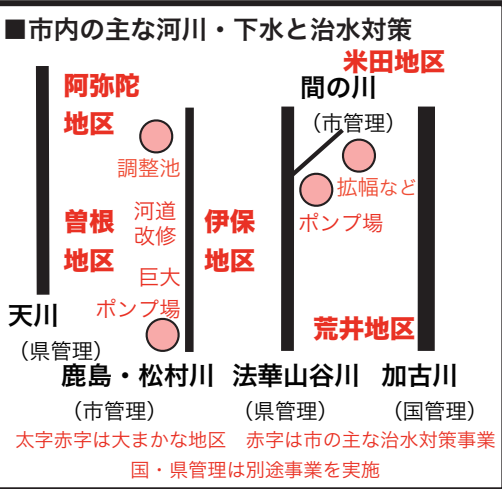 ■市内の主な河川・下水と治水対策
米田地区
阿弥陀
地区
間の川
（市管理）
調整池
拡幅など
ポンプ場
曽根
地区
河道
改修
伊保
地区
巨大
ポンプ場
天川
（県管理）
荒井地区
鹿島・松村川
（市管理）
法華山谷川
（県管理）
加古川
（国管理）
太字赤字は大まかな地区　赤字は市の主な治水対策事業
国・県管理は別途事業を実施